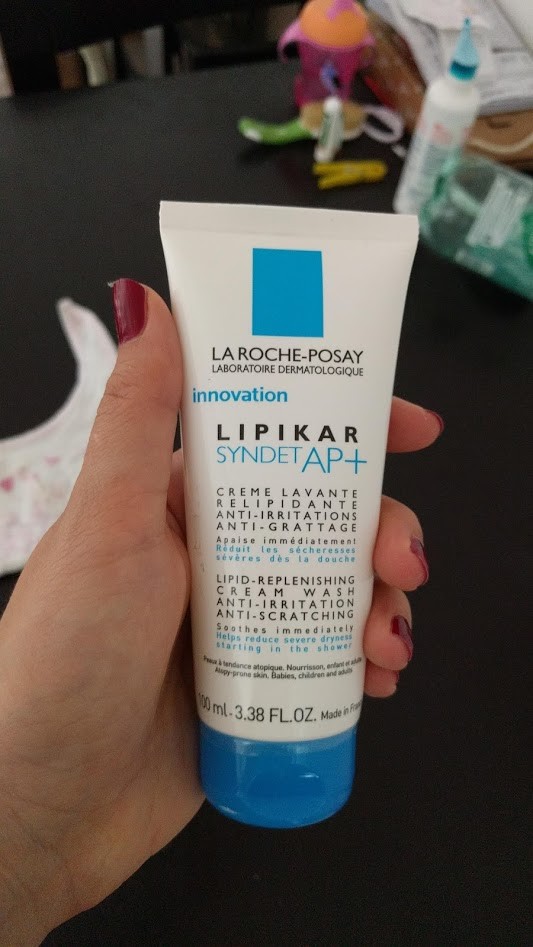 LA ROCHE-POSAY
LABORATOIRE DERMATOLOGIQUE
innovation
LIPIKAR
SYNDET AP+
CREME LAVANTE
RELIPIDANTE
ANTI-IRRITATIONS
ANTI-GRATTAGE
Apaise immédiatement
Réduit les sécheresses
sévères dès la douche
LIPID-REPLENISHING
CREAM WASH
ANTI-IRRITATION
ANTI-SCRATCHING
Soothes immediately
Helps reduce severe dryness
starting in the shower
Peaux à tendance atopique. Nourrisson, enfant et adulte
Atopy-prone skin. Babies, children and adults
100 ml - 3.38 FL.OZ. Made in